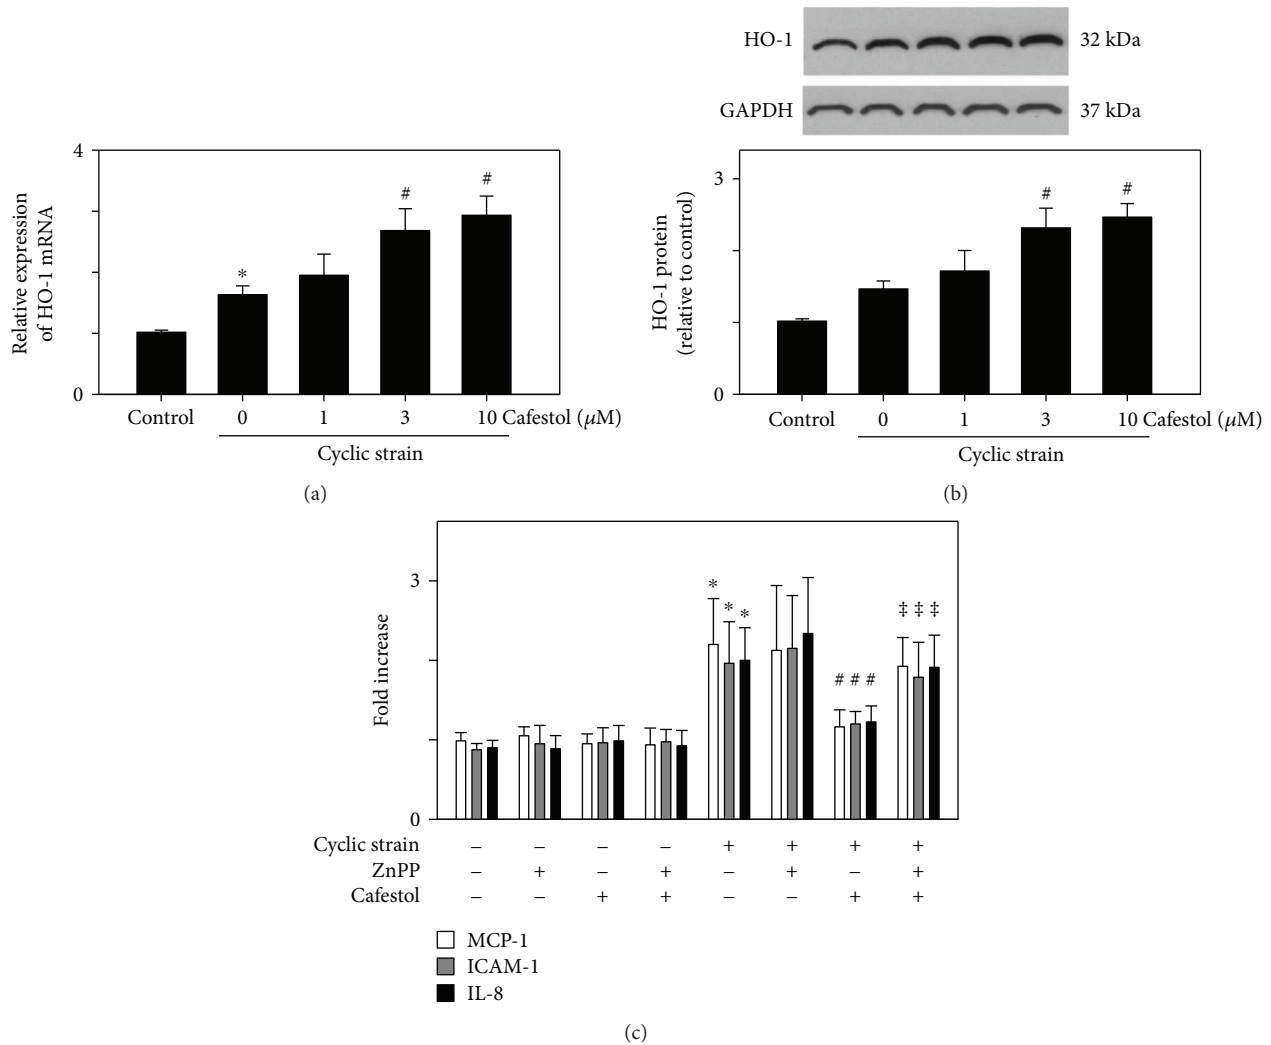 4
0
Relative expression
of HO-1 mRNA
*
#
#
Control
0
1
3
10 Cafestol (μM)
Cyclic strain
(a)
HO-1
32 kDa
GAPDH
37 kDa
3
0
HO-1 protein
(relative to control)
#
#
Control
0
1
3
10 Cafestol (μM)
Cyclic strain
(b)
3
0
Fold increase
*
* *
# # #
‡ ‡ ‡
Cyclic strain – – – – + + + +
ZnPP – + – + – + – +
Cafestol – – + + – – + +
MCP-1
ICAM-1
IL-8
(c)